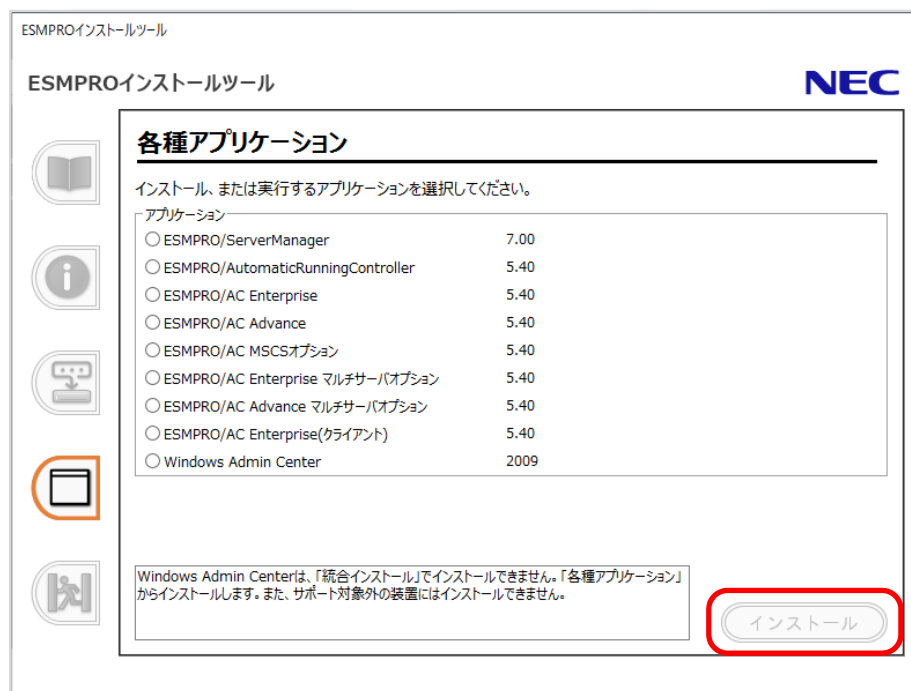 ESMPROインストールツール
ESMPROインストールツール
NEC
各種アプリケーション
インストール、または実行するアプリケーションを選択してください。
アプリケーション
ESMPRO/ServerManager 7.00
ESMPRO/AutomaticRunningController 5.40
ESMPRO/AC Enterprise 5.40
ESMPRO/AC Advance 5.40
ESMPRO/AC MSCSオプション 5.40
ESMPRO/AC Enterprise マルチサーバオプション 5.40
ESMPRO/AC Advance マルチサーバオプション 5.40
ESMPRO/AC Enterprise(クライアント) 5.40
Windows Admin Center 2009
Windows Admin Centerは、「統合インストール」でインストールできません。「各種アプリケーション」
からインストールします。また、サポート対象外の装置にはインストールできません。
インストール